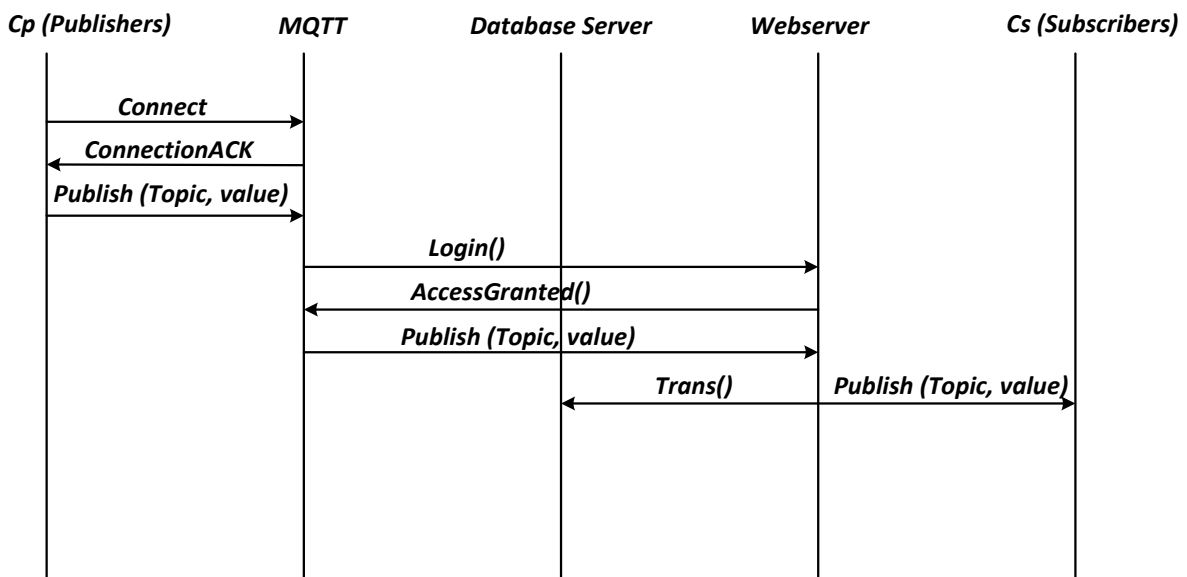 Cp (Publishers)
MQTT
Database Server
Webserver
Cs (Subscribers)
Connect
ConnectionACK
Publish (Topic, value)
Login()
AccessGranted()
Publish (Topic, value)
Trans()
Publish (Topic, value)